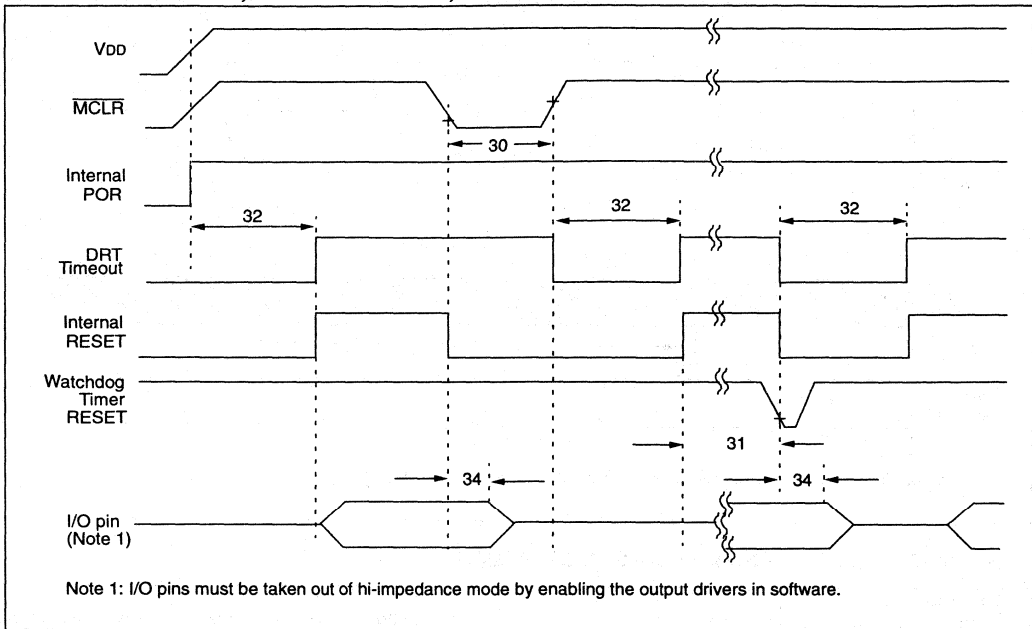 VDD
MCLR
30
Internal
POR
32
32
32
DRT
Timeout
Internal
RESET
Watchdog
Timer
RESET
31
34
34
I/O pin
(Note 1)
Note 1: I/O pins must be taken out of hi-impedance mode by enabling the output drivers in software.